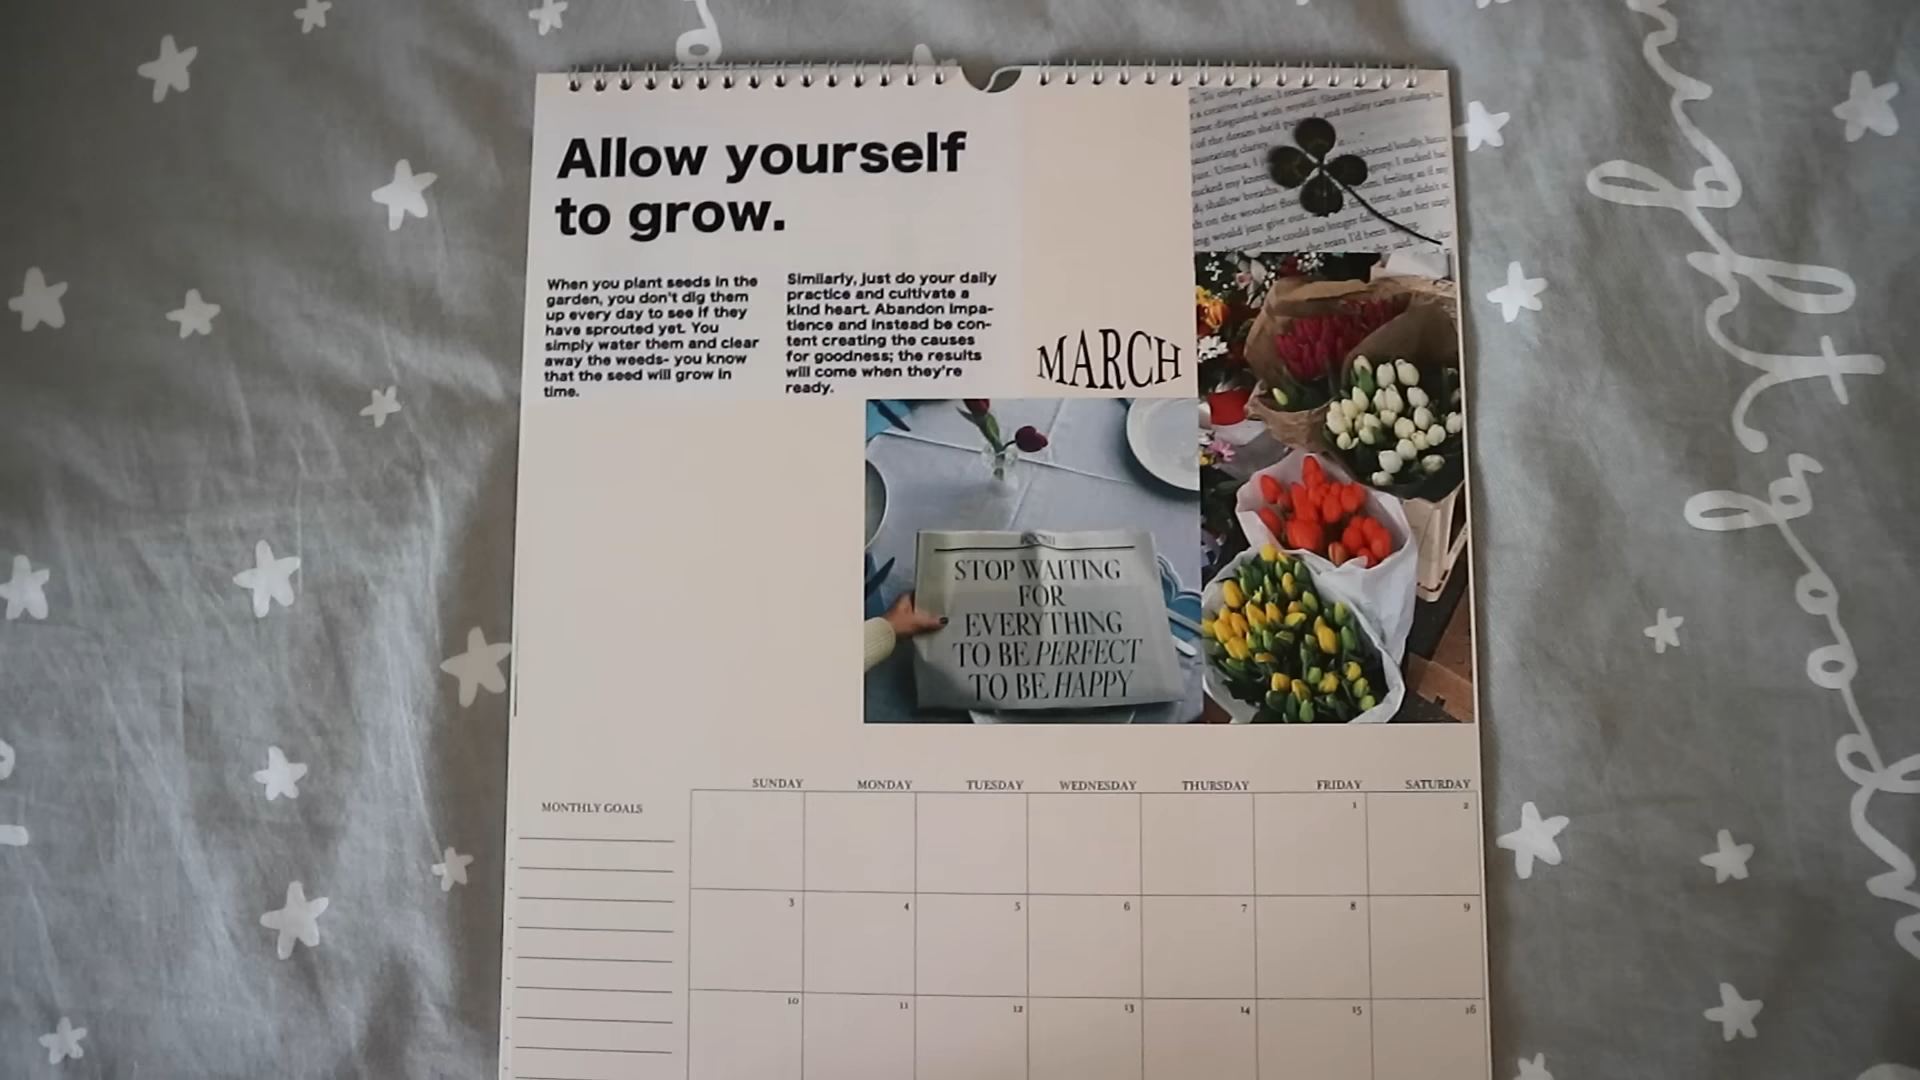 Allow yourself
to grow.
When you plant seeds in the
garden, you don't dig them
up every day to see if they
have sprouted yet. You
simply water them and clear
away the weeds- you know
that the seed will grow in
time.
Similarly, just do your daily
practice and cultivate a
kind heart. Abandon impa-
tience and instead be con-
tent creating the causes
for goodness; the results
will come when they're
ready.
MARCH
STOP WAITING
FOR
EVERYTHING
TO BE PERFECT
TO BE HAPPY
MONTHLY GOALS
SUNDAY MONDAY TUESDAY WEDNESDAY THURSDAY FRIDAY SATURDAY
1 2
3 4 5 6 7 8 9
10 11 12 13 14 15 16